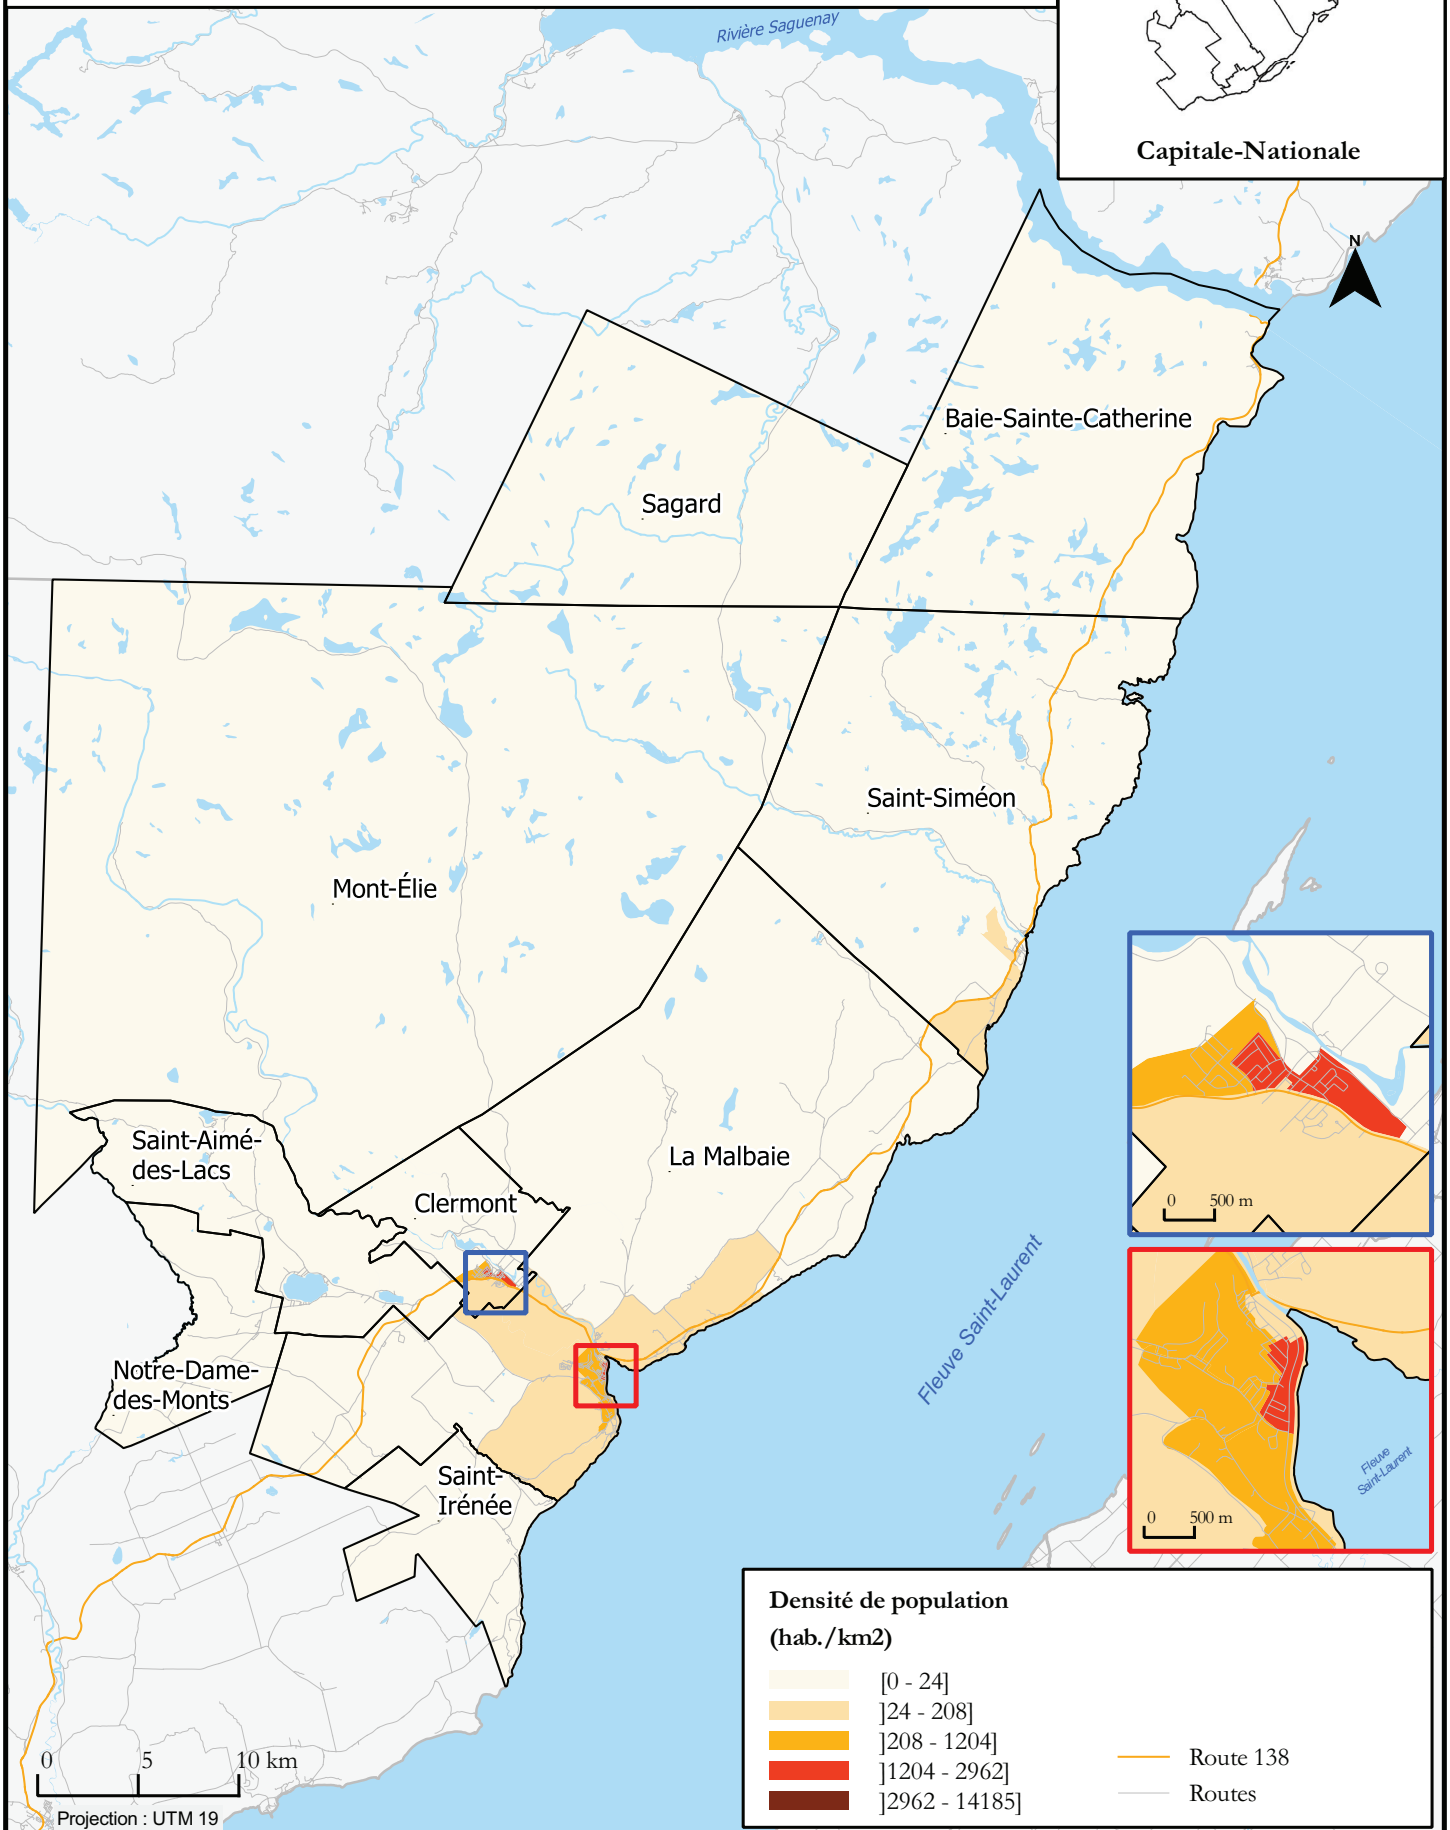 Rivière Saguenay
Capitale-Nationale
N
Baie-Sainte-Catherine
Sagard
Saint-Siméon
Mont-Élie
Saint-Aimé-
des-Lacs
La Malbaie
Clermont
0 500 m
Fleuve Saint-Laurent
Notre-Dame-
des-Monts
Saint-
Irénée
Fleuve
Saint-Laurent
0 500 m
Densité de population
(hab./km2)
[0 - 24]
]24 - 208]
]208 - 1204]
]1204 - 2962]
]2962 - 14185]
Route 138
Routes
0 5 10 km
Projection : UTM 19